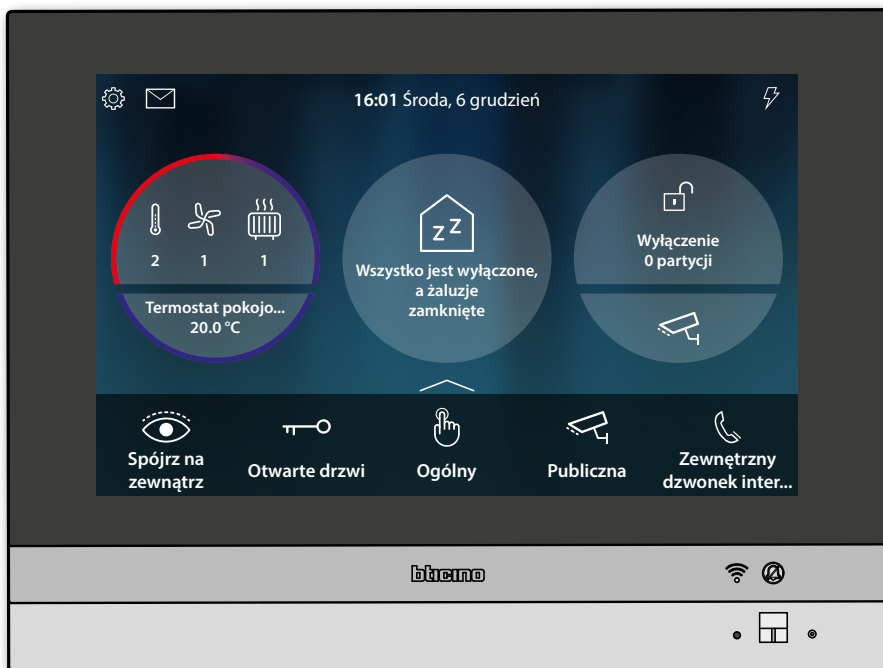 16:01 Środa, 6 grudzień
2 1 1
Termostat pokojo...
20.0 °C
zz
Wszystko jest wyłączone,
a żaluzje
zamknięte
Wyłączenie
0 partycji
Spójrz na
zewnątrz
Otwarte drzwi
Ogólny
Publiczna
Zewnętrzny
dzwonek inter...
bticino